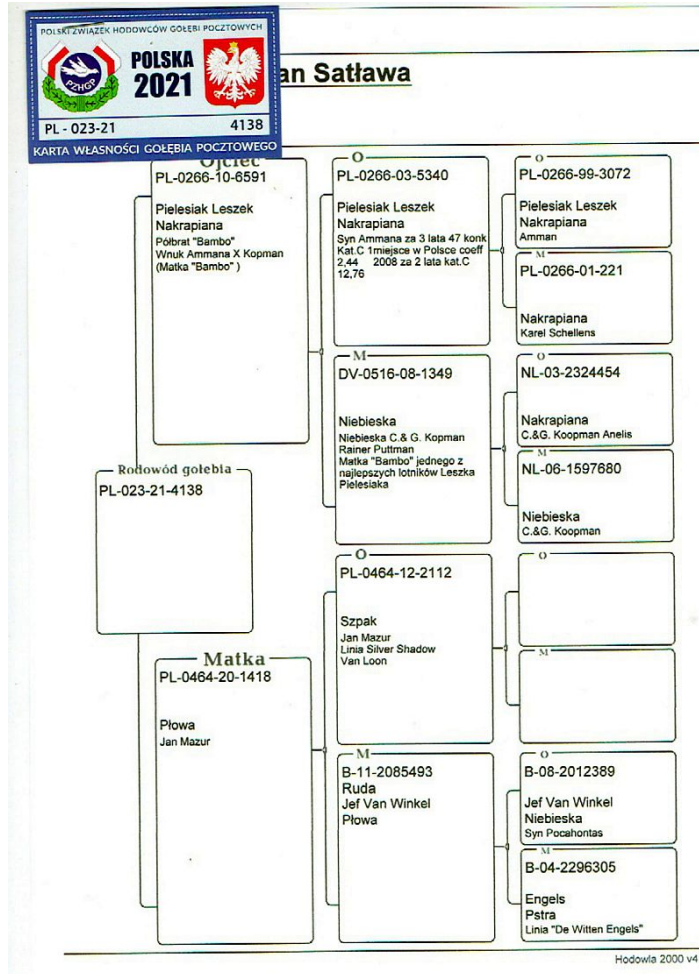 POLSKI ZWIĄZEK HODOWCÓW GOŁĘBI POCZTOWYCH
PZHGP
POLSKA
2021
PL - 023-21 4138
KARTA WŁASNOŚCI GOŁĘBIA POCZTOWEGO
an Satława
Ojciec
PL-0266-10-6591
Pielesiak Leszek
Nakrapiana
Półbrat "Bambo"
Wnuk Ammana X Kopman
(Matka "Bambo" )
O
PL-0266-03-5340
Pielesiak Leszek
Nakrapiana
Syn Ammana za 3 lata 47 konk
Kat.C 1miejsce w Polsce coeff
2,44 2008 za 2 lata kat.C
12,76
O
PL-0266-99-3072
Pielesiak Leszek
Nakrapiana
Amman
M
PL-0266-01-221
Nakrapiana
Karel Schellens
M
DV-0516-08-1349
Niebieska
Niebieska C.& G. Kopman
Rainer Puttman
Matka "Bambo" jednego z
najlepszych lotników Leszka
Pielesiaka
O
NL-03-2324454
Nakrapiana
C.&G. Koopman Anelis
M
NL-06-1597680
Niebieska
C.&G. Koopman
Rodowód gołebia
PL-023-21-4138
Matka
PL-0464-20-1418
Płowa
Jan Mazur
O
PL-0464-12-2112
Szpak
Jan Mazur
Linia Silver Shadow
Van Loon
O
M
M
B-11-2085493
Ruda
Jef Van Winkel
Płowa
O
B-08-2012389
Jef Van Winkel
Niebieska
Syn Pocahontas
M
B-04-2296305
Engels
Pstra
Linia "De Witten Engels"
Hodowla 2000 v4